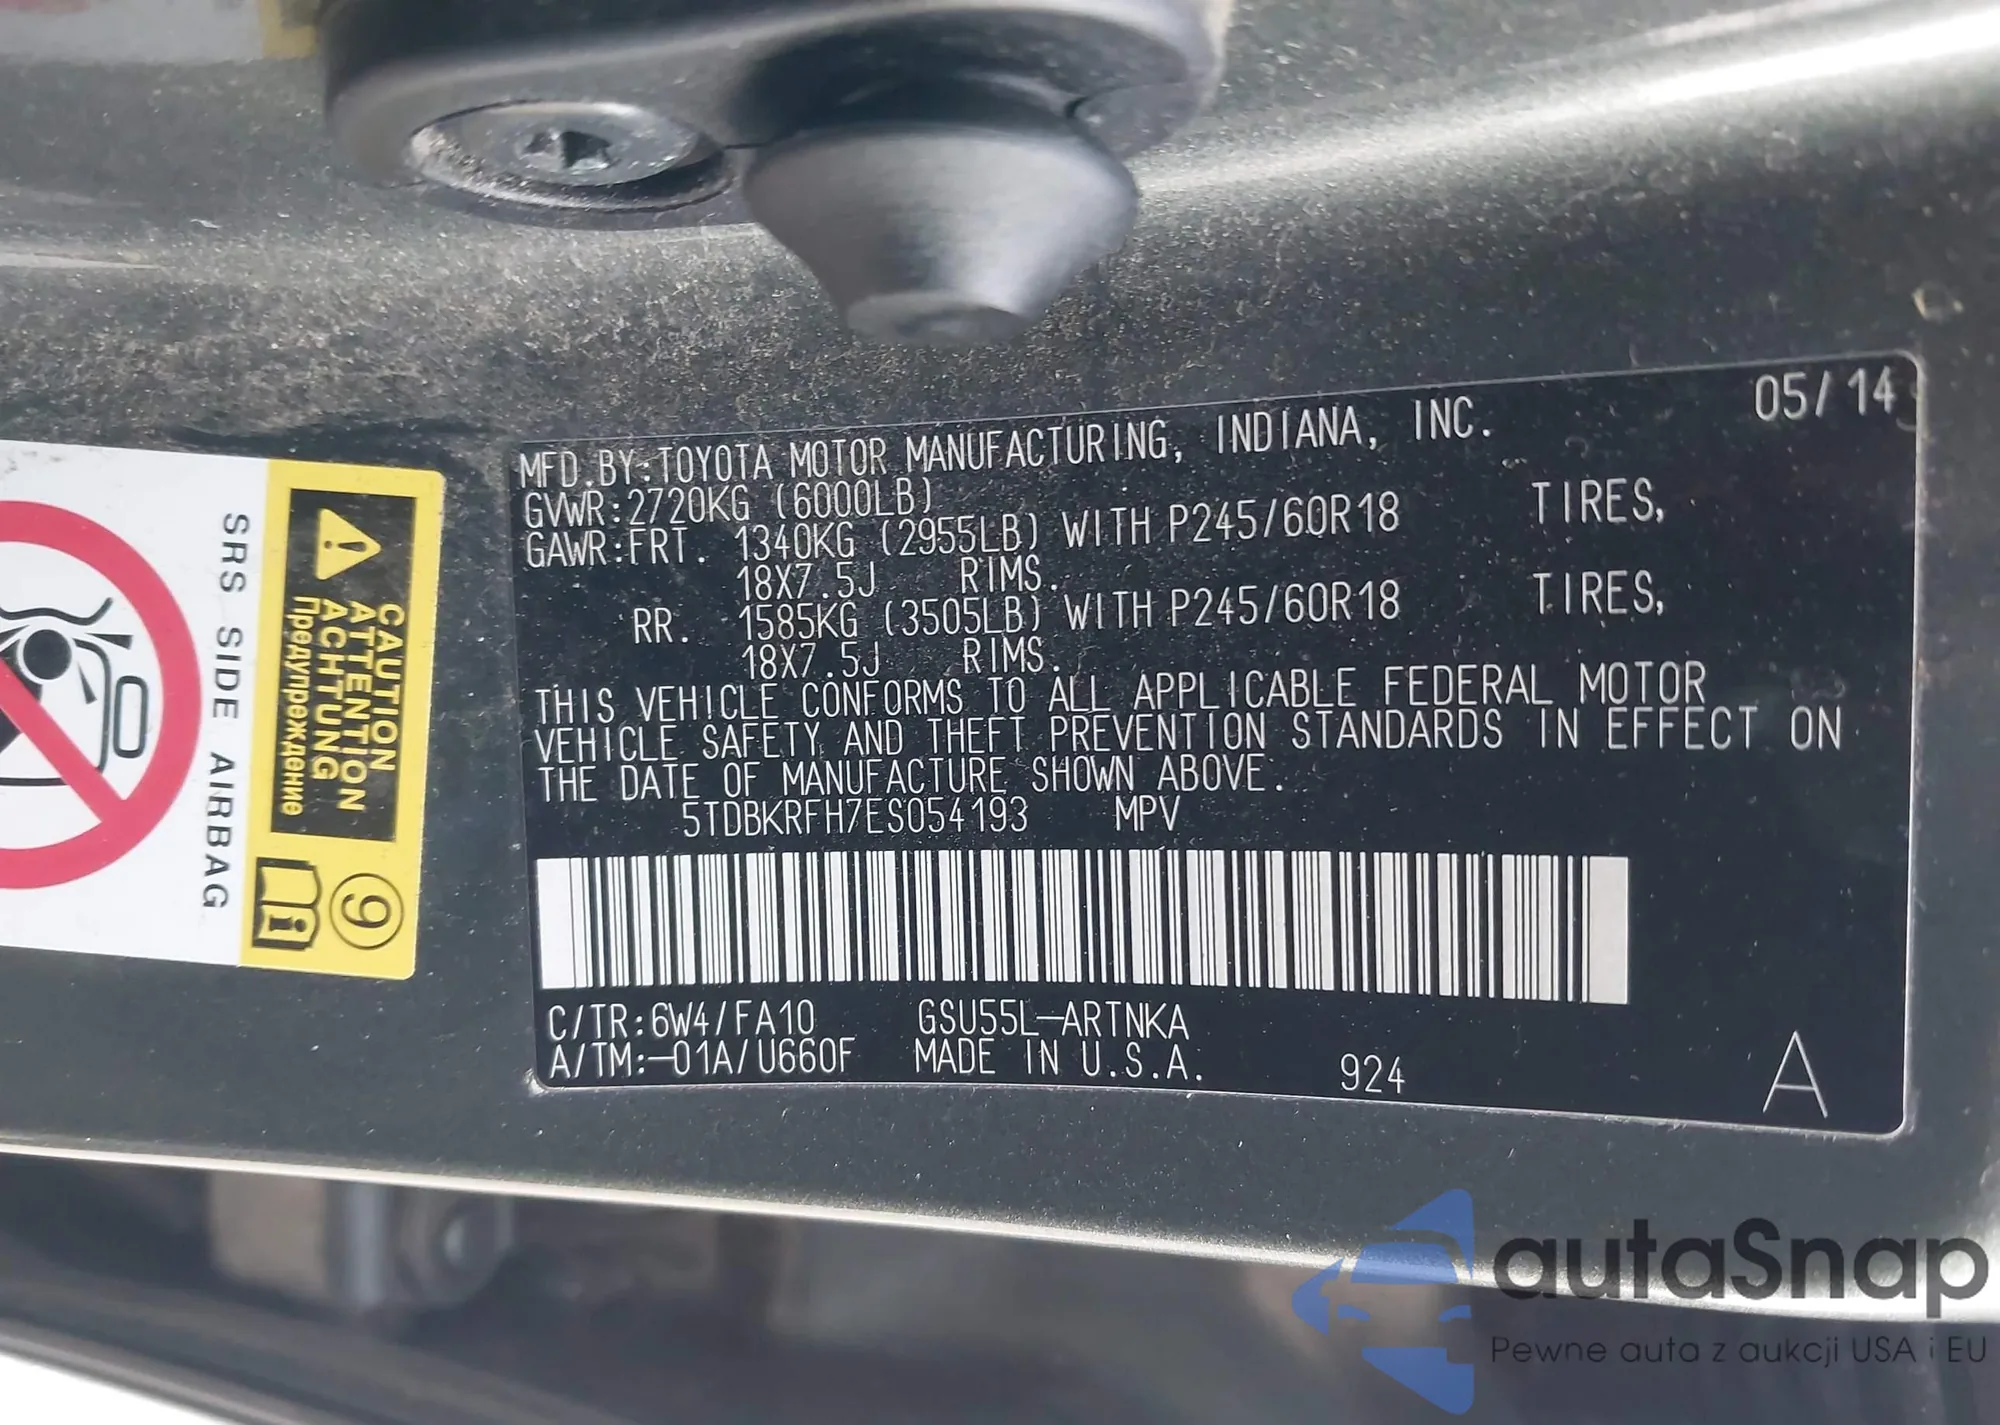 05/14
MFD.BY:TOYOTA MOTOR MANUFACTURING, INDIANA, INC.
GVWR:2720KG (6000LB)
GAWR:FRT. 1340KG (2955LB) WITH P245/60R18 TIRES,
18X7.5J RIMS.
RR. 1585KG (3505LB) WITH P245/60R18 TIRES,
18X7.5J RIMS.
THIS VEHICLE CONFORMS TO ALL APPLICABLE FEDERAL MOTOR
VEHICLE SAFETY AND THEFT PREVENTION STANDARDS IN EFFECT ON
THE DATE OF MANUFACTURE SHOWN ABOVE.
5TDBKRFH7ES054193 MPV
C/TR:6W4/FA10 GSU55L-ARTNKA
A/TM:-01A/U660F MADE IN U.S.A. 924 A
CAUTION
ATTENTION
ACHTUNG
Предупреждение
9
SRS SIDE AIRBAG
autaSnap
Pewne auta z aukcji USA i EU